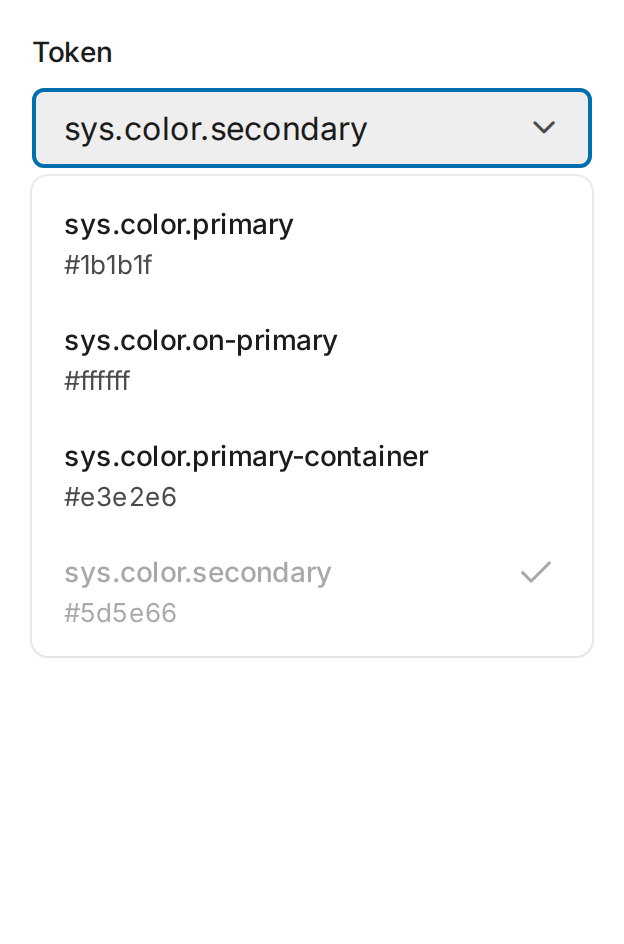 Token
sys.color.secondary
sys.color.primary
#1b1b1f
sys.color.on-primary
#ffffff
sys.color.primary-container
#e3e2e6
sys.color.secondary
#5d5e66